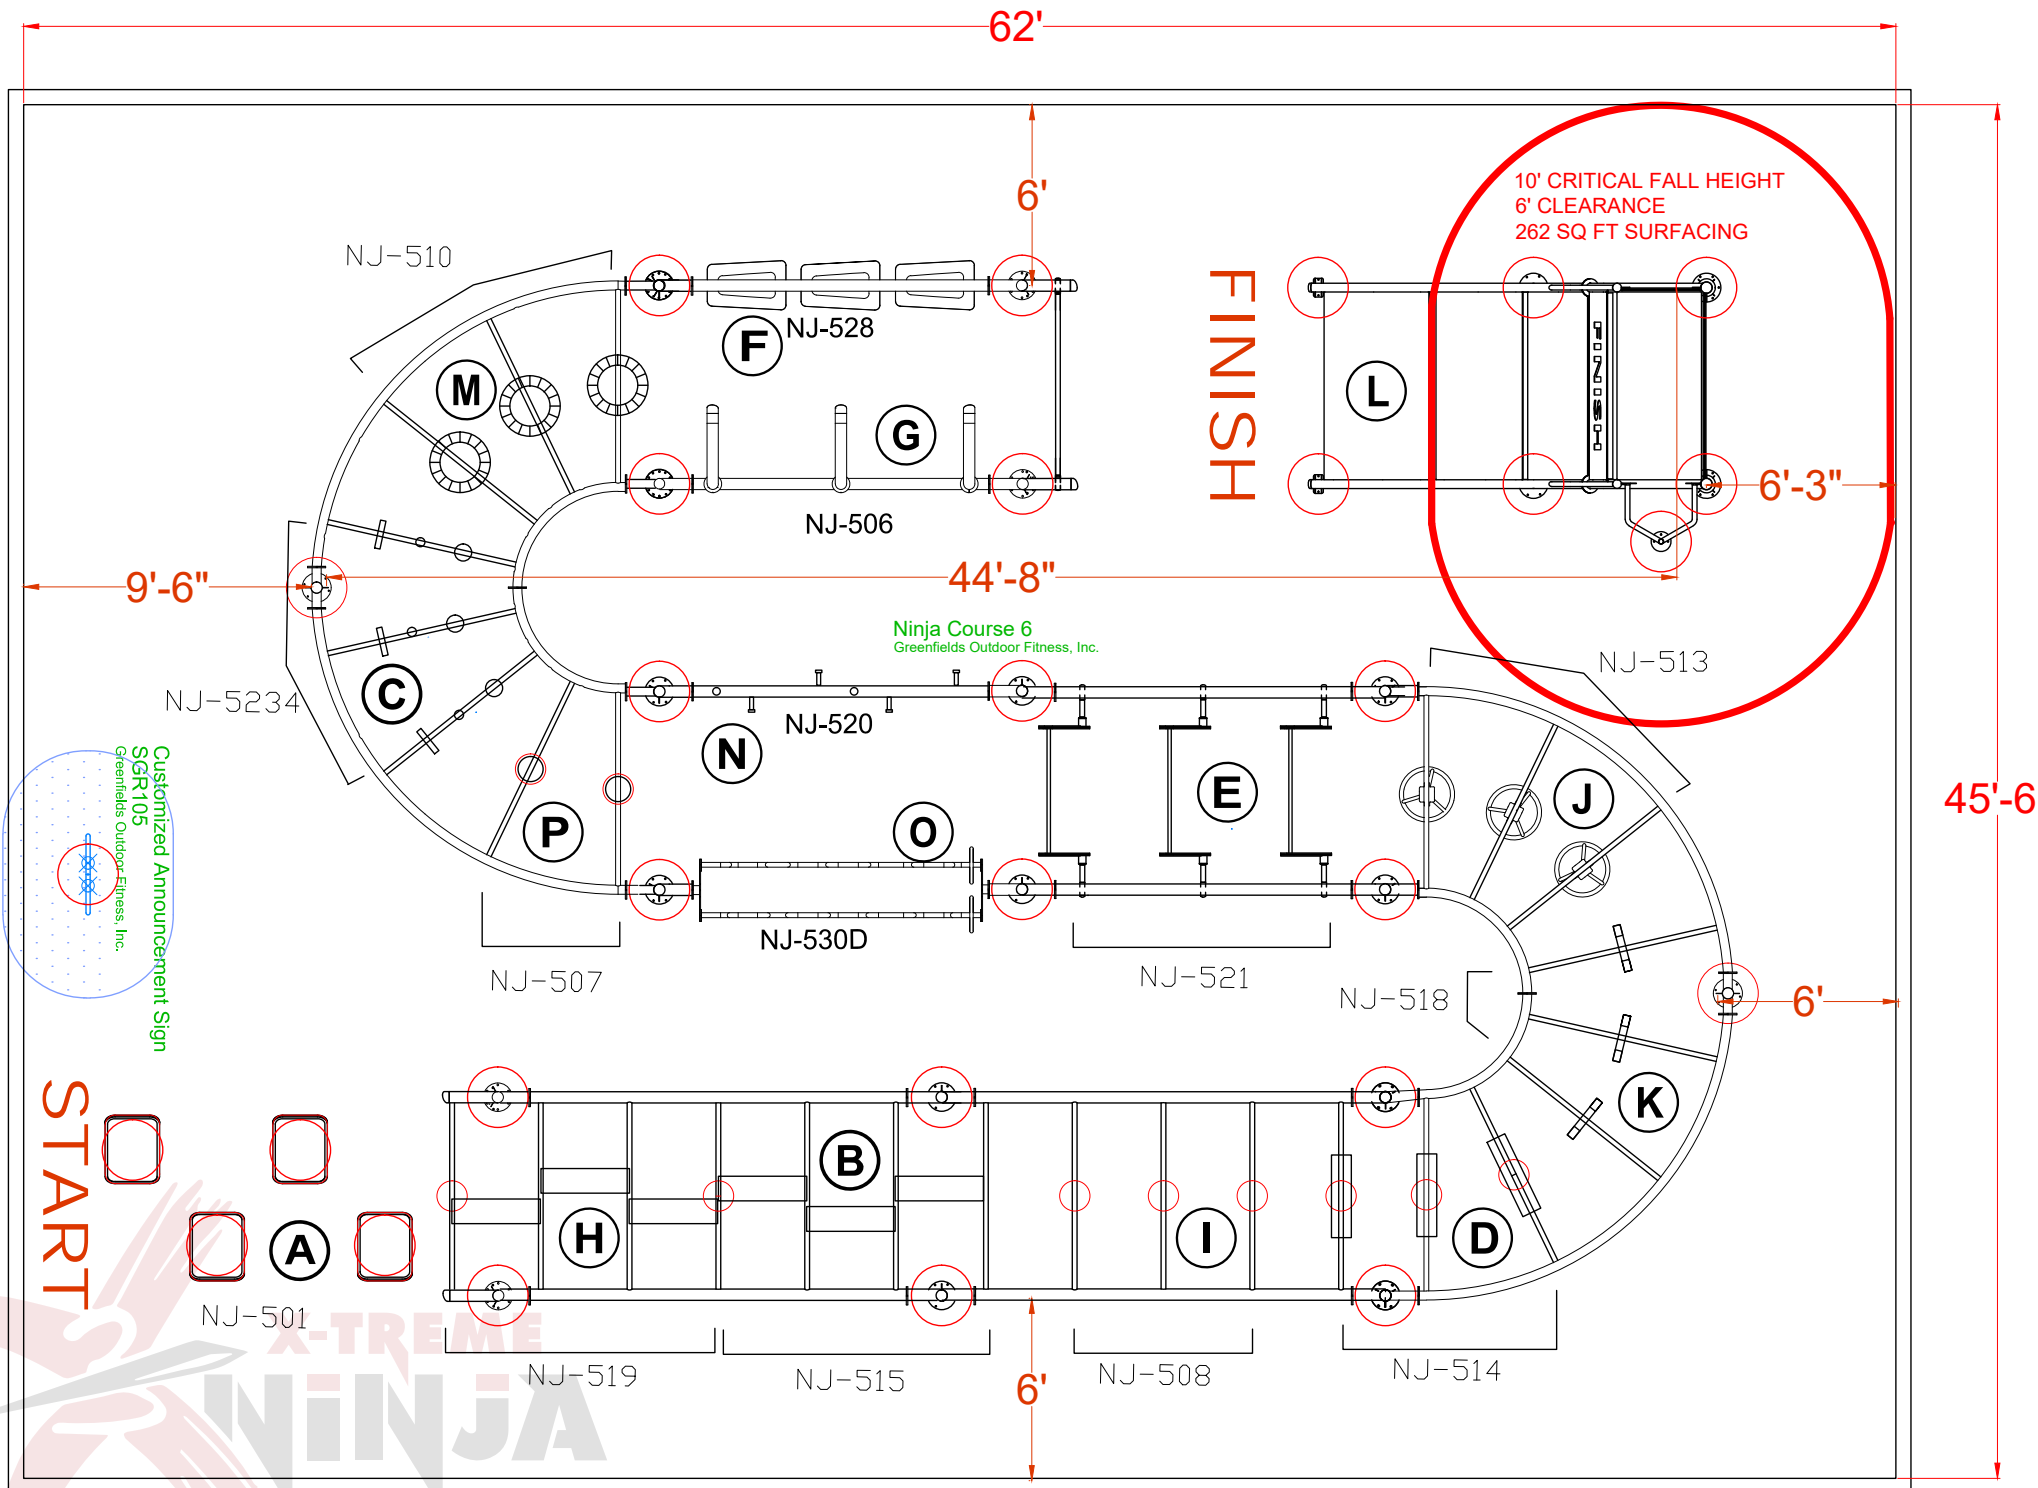 62'
6'
10' CRITICAL FALL HEIGHT
6' CLEARANCE
262 SQ FT SURFACING
NJ-510
M
F
NJ-528
G
NJ-506
FINISH
L
6'-3"
9'-6"
44'-8"
Ninja Course 6
Greenfields Outdoor Fitness, Inc.
NJ-513
NJ-5234
C
N
NJ-520
E
J
45'-6
P
O
NJ-530D
Customized Announcement Sign
SGR105
Greenfields Outdoor Fitness, Inc.
NJ-507
NJ-521
NJ-518
6'
K
START
A
NJ-501
H
B
I
D
NJ-519
NJ-515
NJ-508
NJ-514
6'
X-TREME
NiNJA